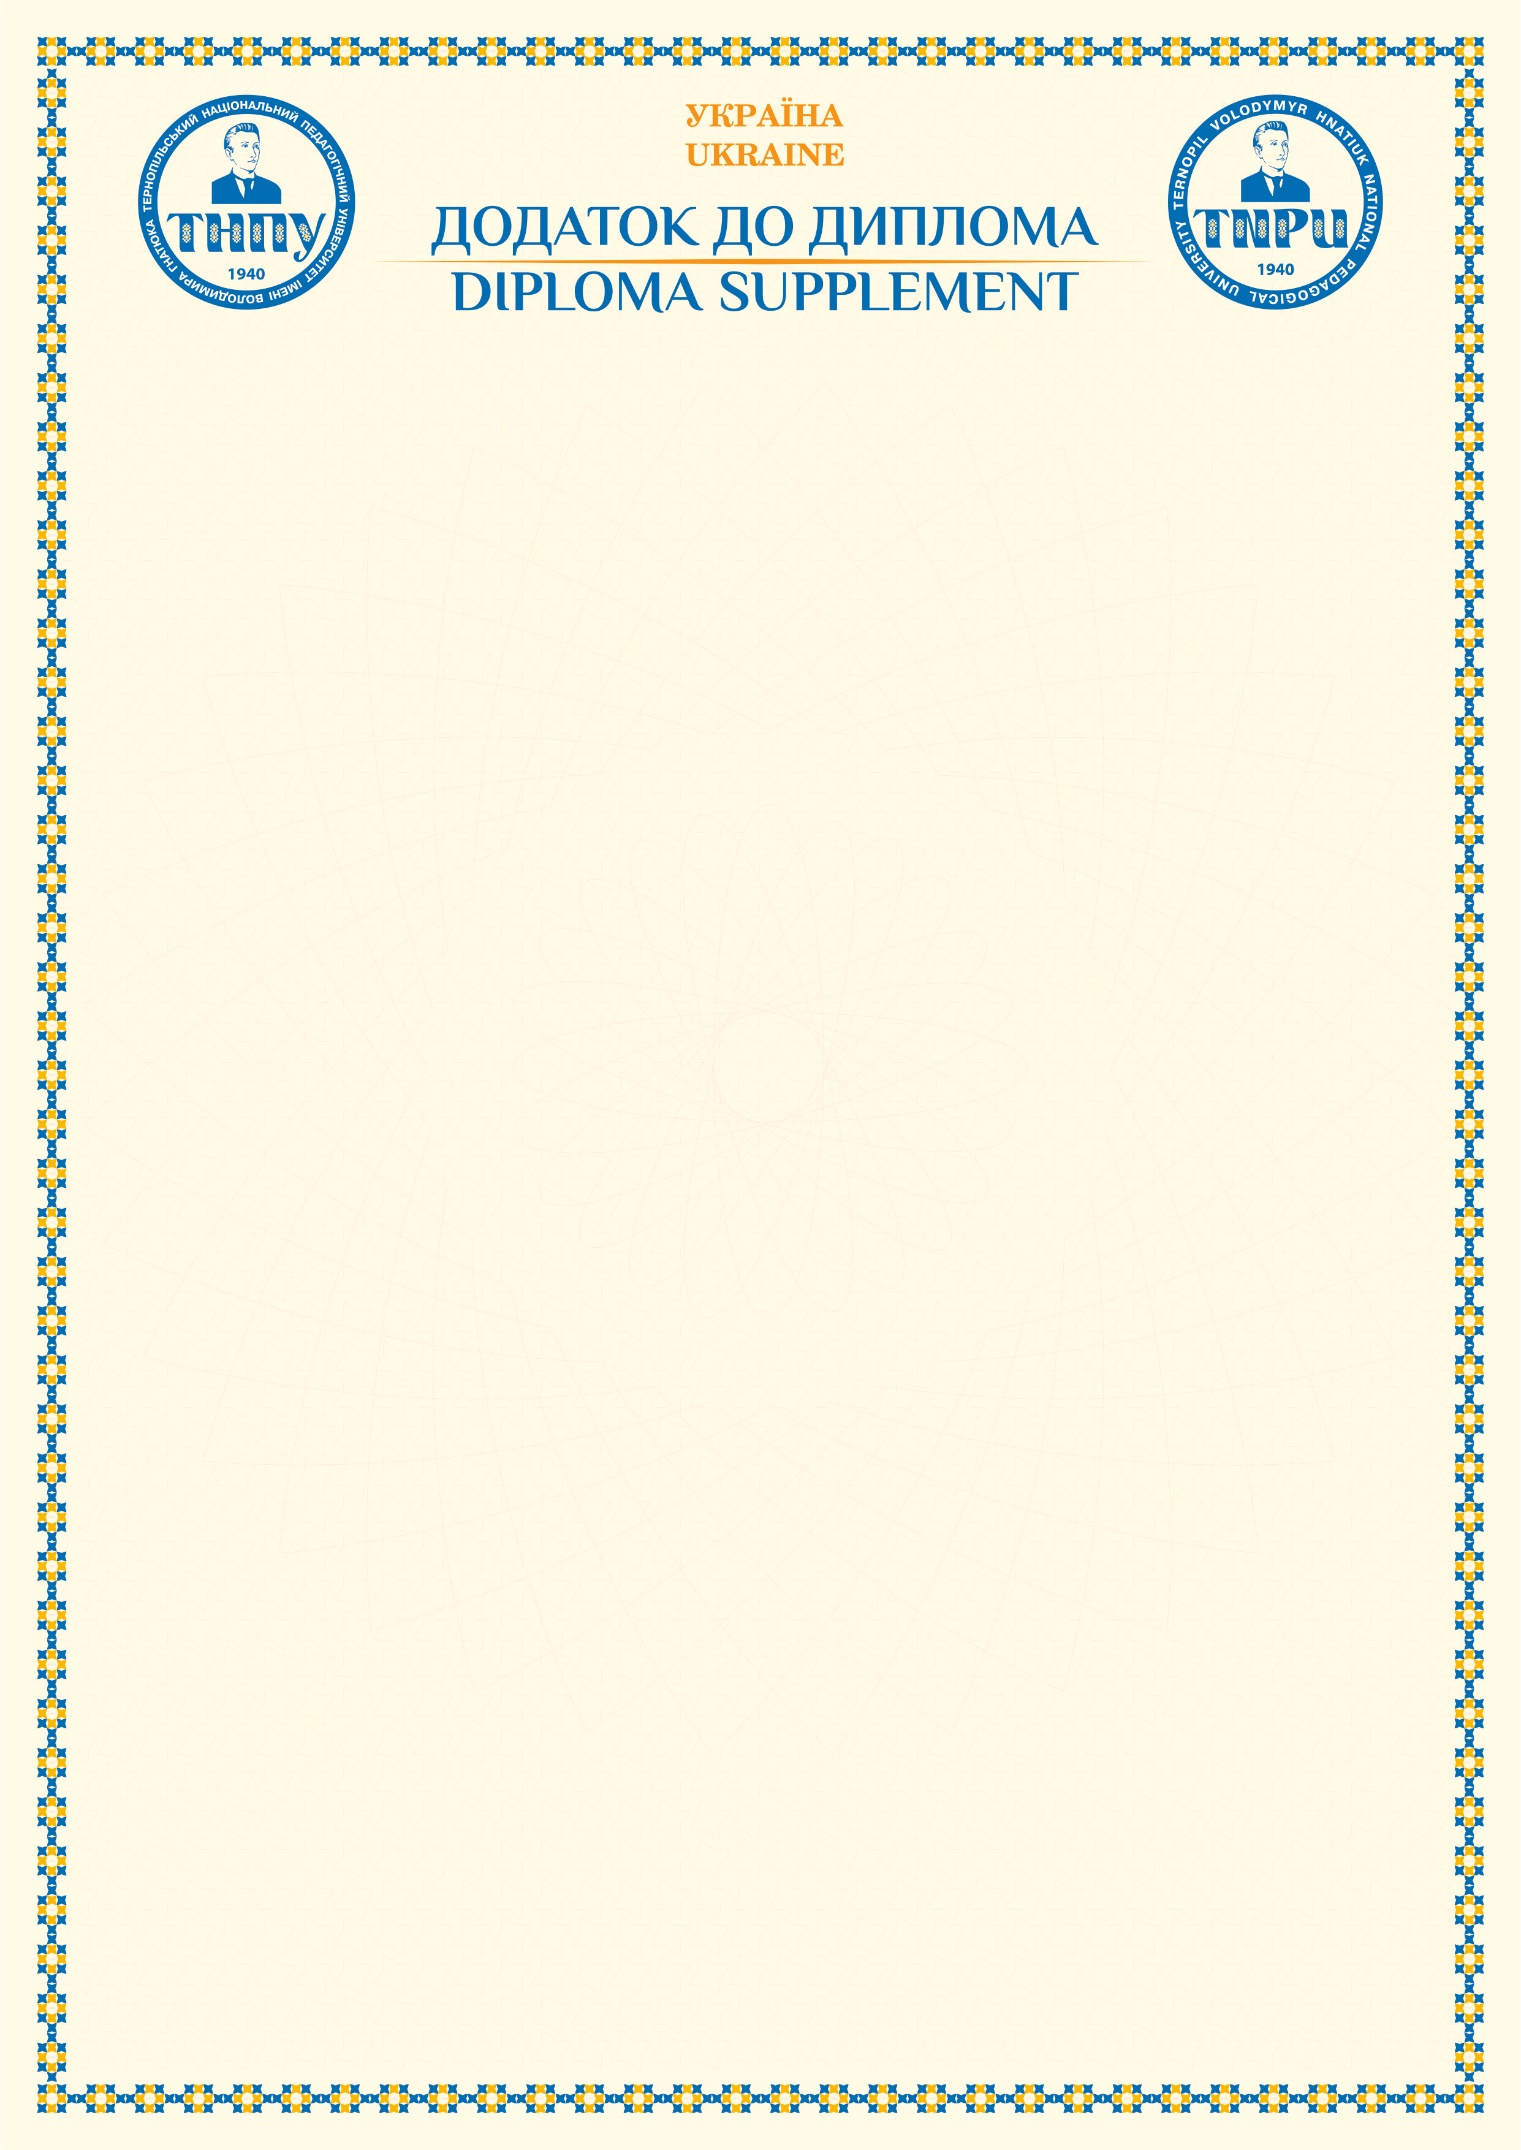 ТЕРНОПІЛЬСЬКИЙ НАЦІОНАЛЬНИЙ ПЕДАГОГІЧНИЙ УНІВЕРСИТЕТ ІМЕНІ ВОЛОДИМИРА ГНАТЮКА
ТНПУ
1940
УКРАЇНА
UKRAINE
ДОДАТОК ДО ДИПЛОМА
DIPLOMA SUPPLEMENT
TERNOPIL VOLODYMYR HNATIUK NATIONAL PEDAGOGICAL UNIVERSITY
TNPU
1940